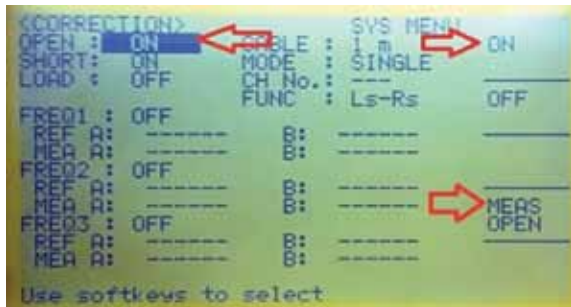 <CORRECTION> SYS MENU
OPEN : ON CABLE : 1 m ON
SHORT: ON MODE : SINGLE
LOAD : OFF CH No.: ---
FUNC : Ls-Rs OFF
FREQ1 : OFF
REF A: ------ B: ------
MEA A: ------ B: ------
FREQ2 : OFF
REF A: ------ B: ------
MEA A: ------ B: ------ MEAS
FREQ3 : OFF OPEN
REF A: ------ B: ------
MEA A: ------ B: ------
Use softkeys to select